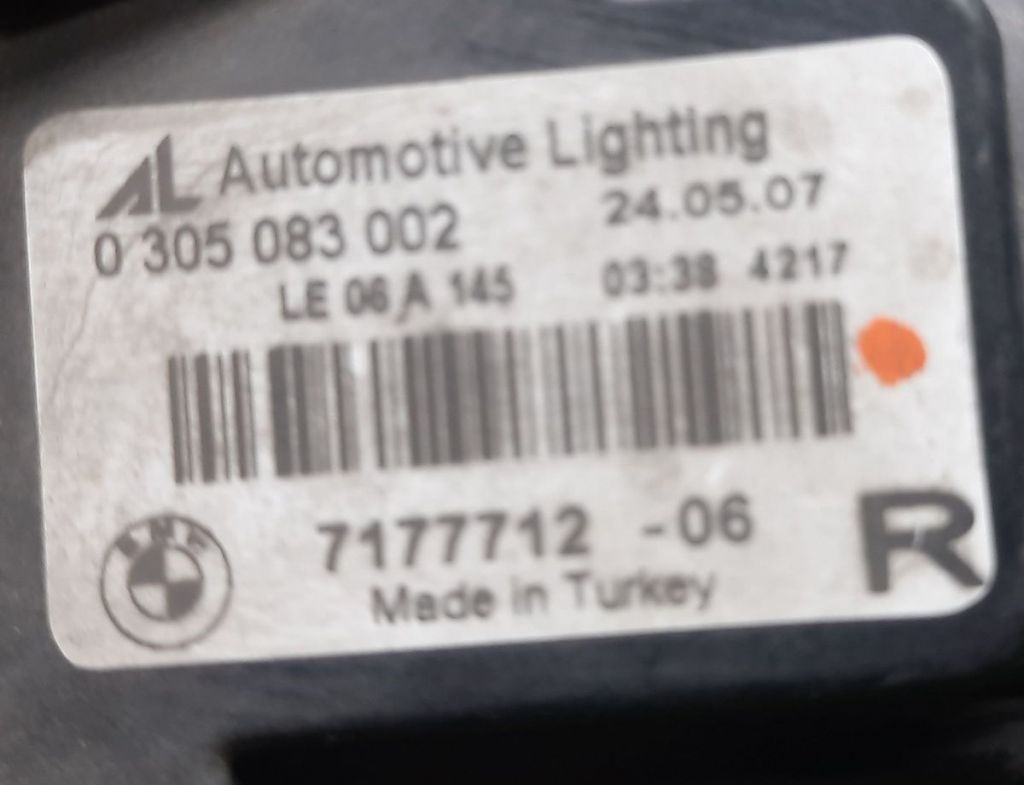 AL Automotive Lighting
0 305 083 002 24.05.07
LE 06 A 145 03:38 4217
7177712 -06 R
Made in Turkey